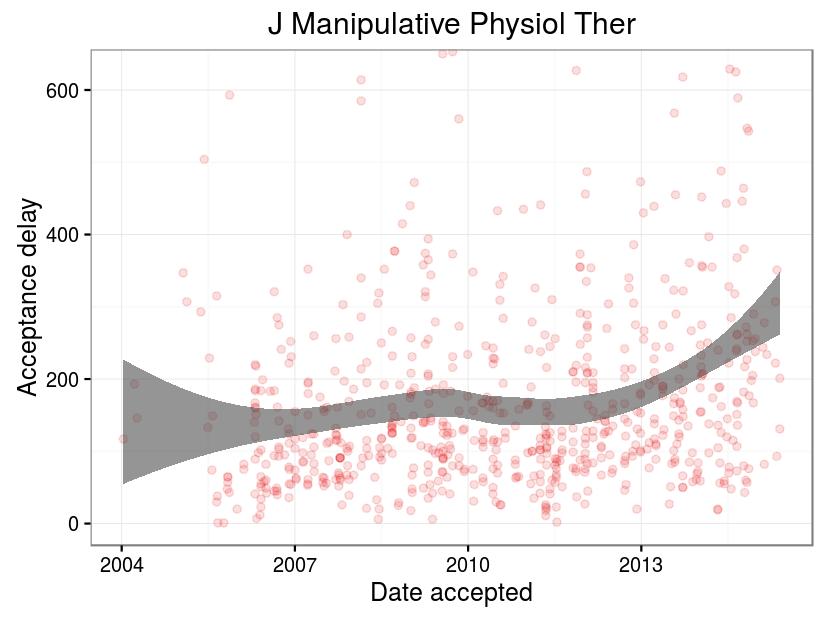 J Manipulative Physiol Ther
Acceptance delay
600
400
200
0
2004 2007 2010 2013
Date accepted